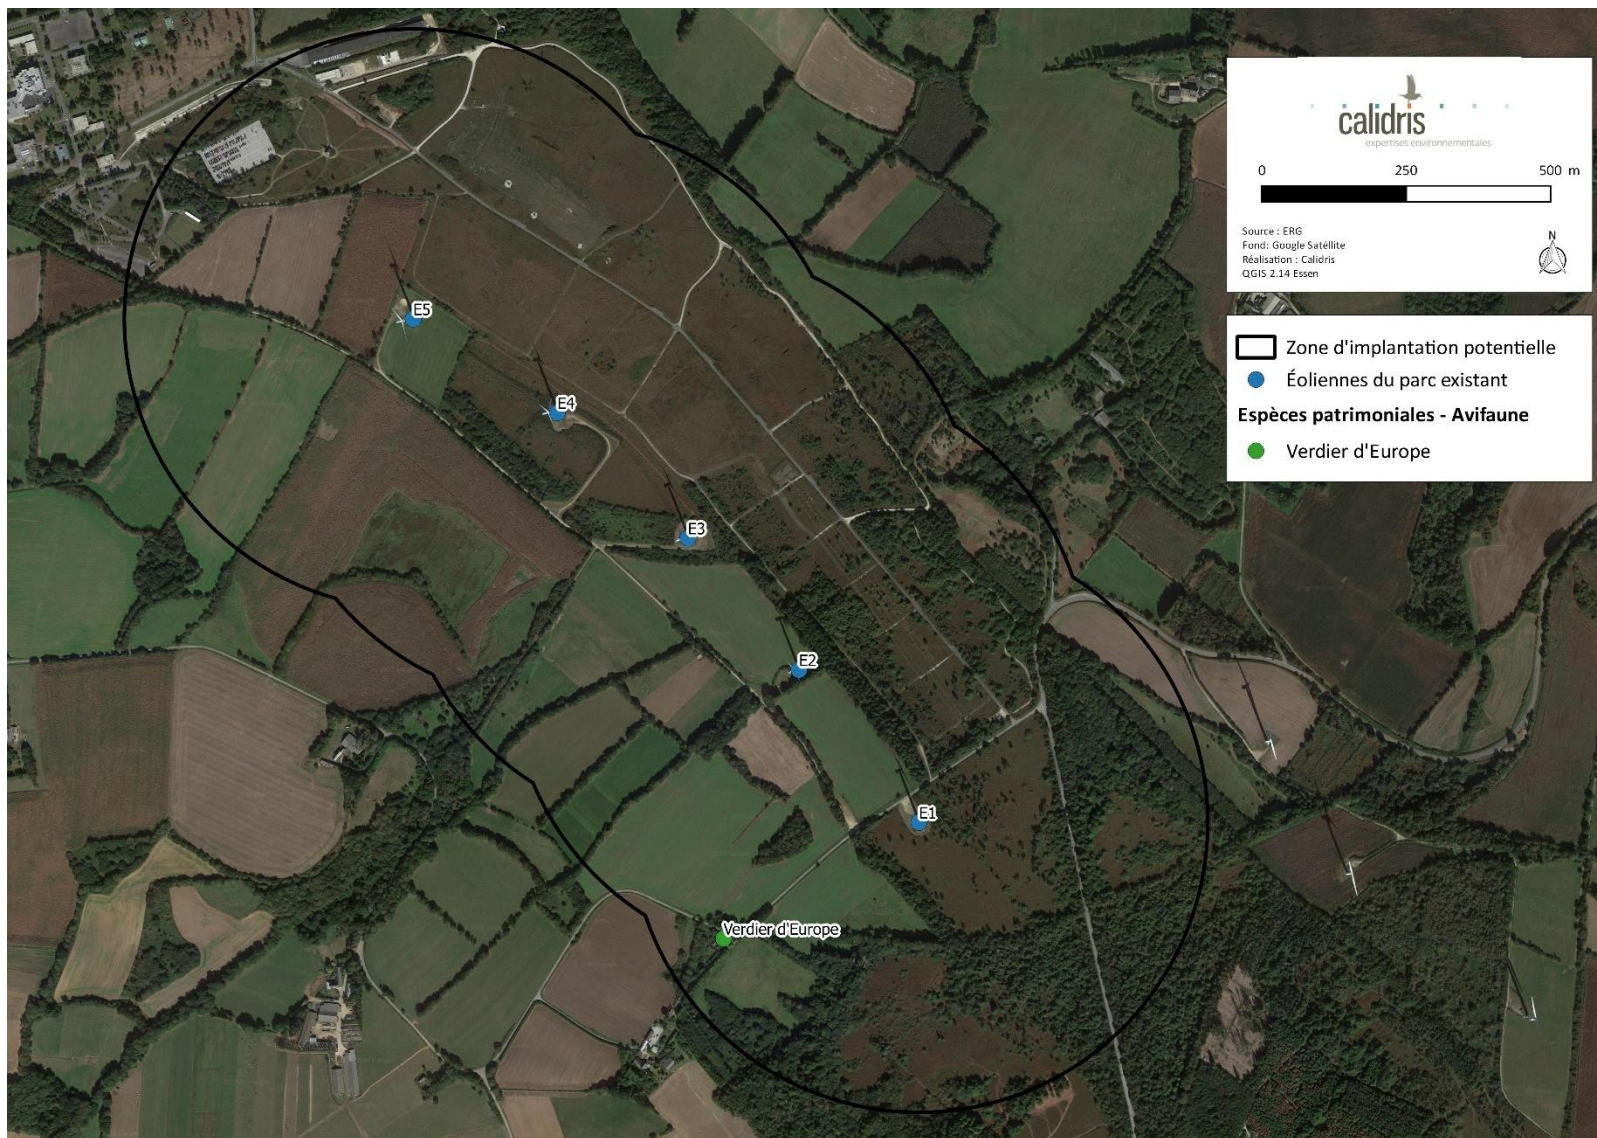 calidris
expertises environnementales
0 250 500 m
Source : ERG
Fond: Google Satéllite
Réalisation : Calidris
QGIS 2.14 Essen
N
Zone d'implantation potentielle
Éoliennes du parc existant
Espèces patrimoniales - Avifaune
Verdier d'Europe
E5
E4
E3
E2
E1
Verdier d'Europe